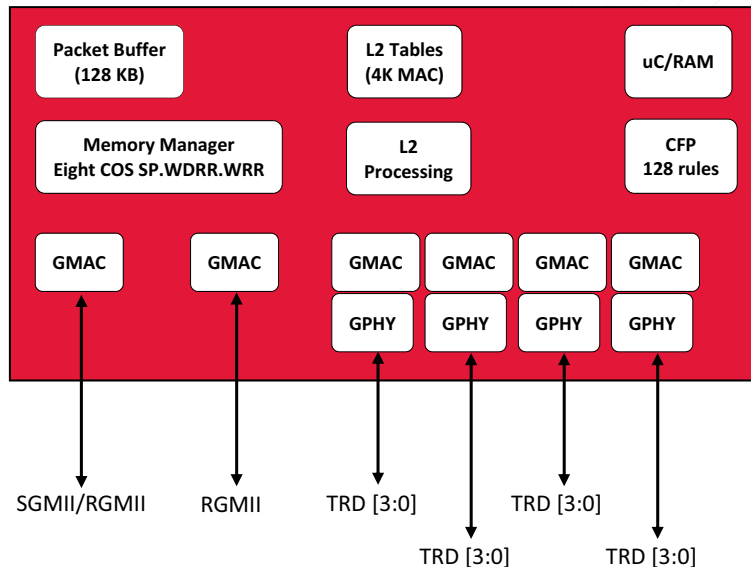 Packet Buffer
(128 KB)
L2 Tables
(4K MAC)
uC/RAM
Memory Manager
Eight COS SP.WDRR.WRR
L2
Processing
CFP
128 rules
GMAC
GMAC
GMAC
GMAC
GMAC
GMAC
GPHY
GPHY
GPHY
GPHY
SGMII/RGMII
RGMII
TRD [3:0]
TRD [3:0]
TRD [3:0]
TRD [3:0]